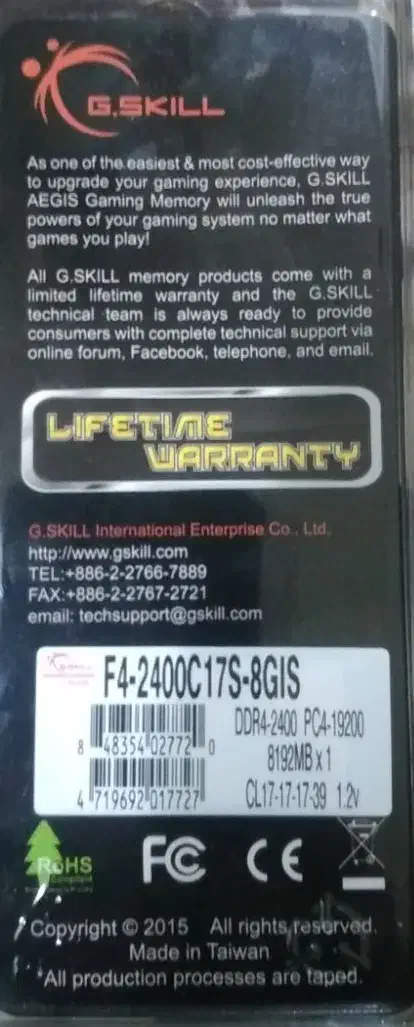 G.SKILL
As one of the easiest & most cost-effective way
to upgrade your gaming experience, G.SKILL
AEGIS Gaming Memory will unleash the true
powers of your gaming system no matter what
games you play!
All G.SKILL memory products come with a
limited lifetime warranty and the G.SKILL
technical team is always ready to provide
consumers with complete technical support via
online forum, Facebook, telephone, and email.
LIFETIME
WARRANTY
G.SKILL International Enterprise Co., Ltd.
http://www.gskill.com
TEL:+886-2-2766-7889
FAX:+886-2-2767-2721
email: techsupport@gskill.com
G.SKILL
F4-2400C17S-8GIS
DDR4-2400 PC4-19200
8 48354 02772 0
8192MB x 1
4 719692 017727
CL17-17-17-39 1.2v
RoHS
Compliant
FC CE
Copyright © 2015 All rights reserved.
Made in Taiwan
*All production processes are taped.